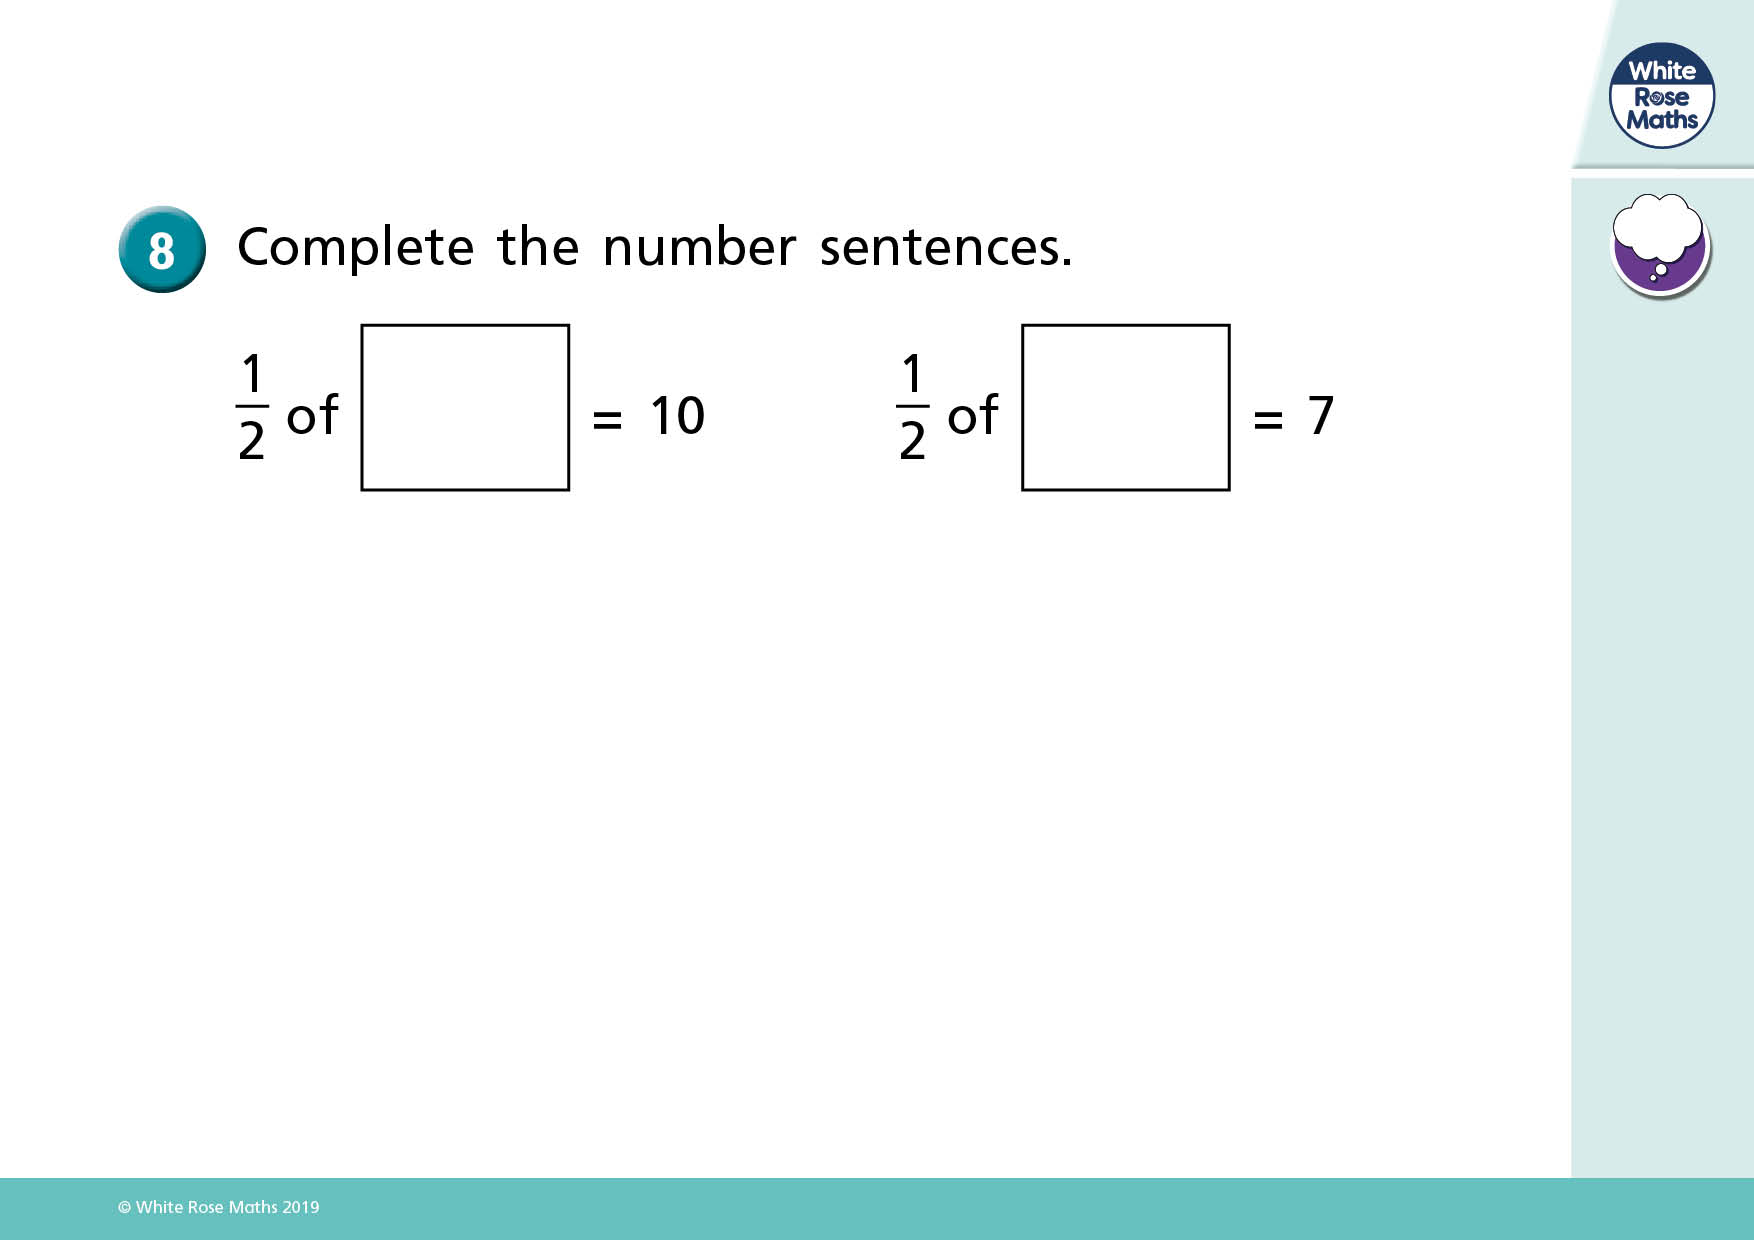 White
Rose
Maths
8 Complete the number sentences.
1/2 of = 10 1/2 of = 7
© White Rose Maths 2019